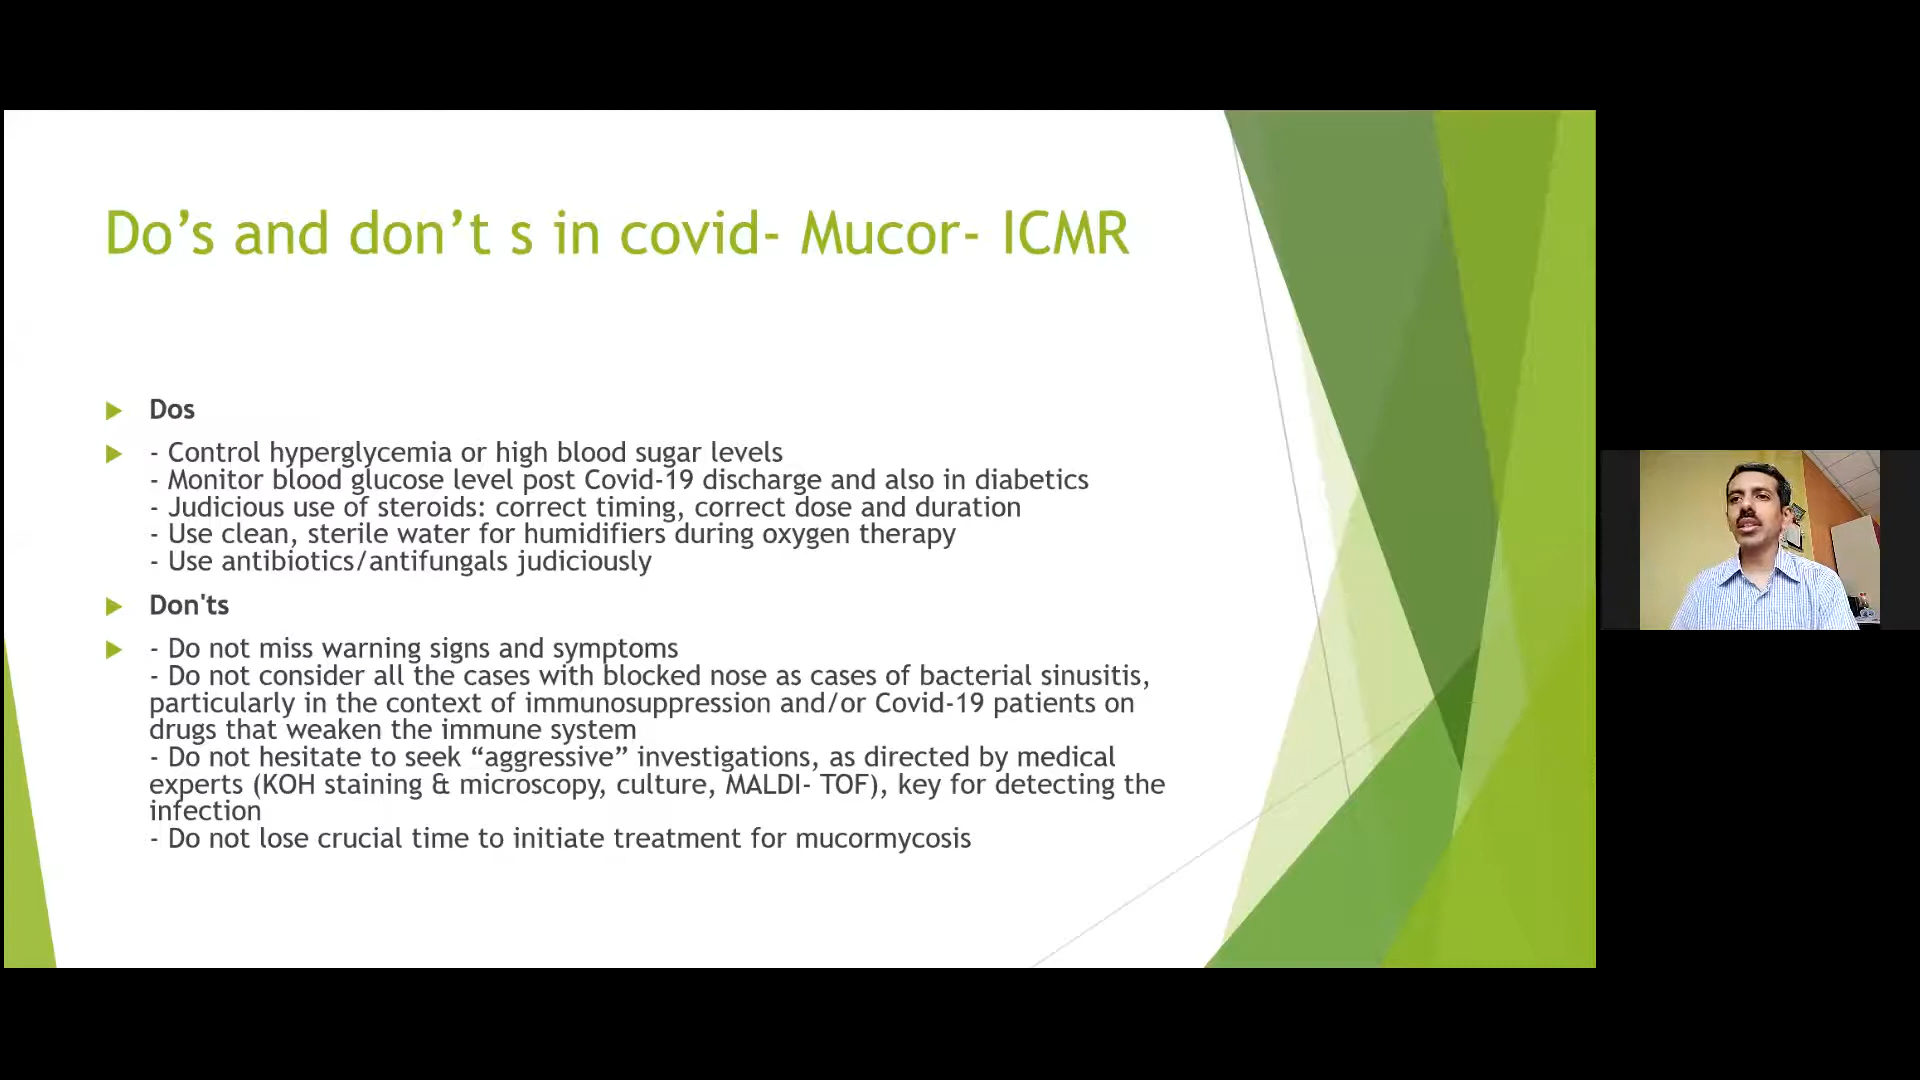 Do’s and don’t s in covid- Mucor- ICMR
Dos
- Control hyperglycemia or high blood sugar levels
- Monitor blood glucose level post Covid-19 discharge and also in diabetics
- Judicious use of steroids: correct timing, correct dose and duration
- Use clean, sterile water for humidifiers during oxygen therapy
- Use antibiotics/antifungals judiciously
Don'ts
- Do not miss warning signs and symptoms
- Do not consider all the cases with blocked nose as cases of bacterial sinusitis,
particularly in the context of immunosuppression and/or Covid-19 patients on
drugs that weaken the immune system
- Do not hesitate to seek “aggressive” investigations, as directed by medical
experts (KOH staining & microscopy, culture, MALDI- TOF), key for detecting the
infection
- Do not lose crucial time to initiate treatment for mucormycosis